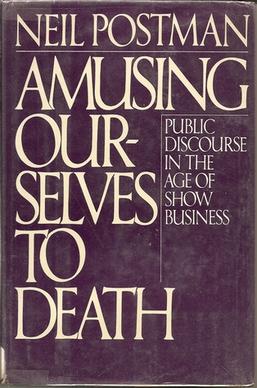 NEIL POSTMAN
AMUSING
OUR-
SELVES
TO
DEATH
PUBLIC
DISCOURSE
IN THE
AGE OF
SHOW
BUSINESS